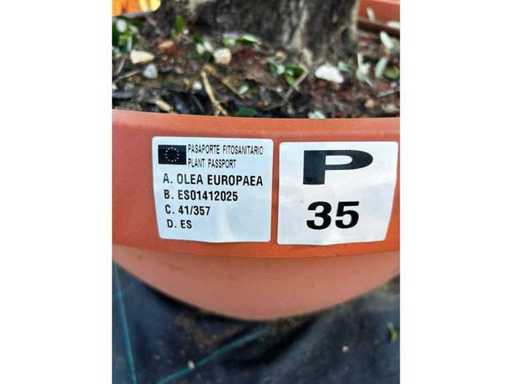 PASAPORTE FITOSANITARIO
PLANT PASSPORT
A. OLEA EUROPAEA
B. ES01412025
C. 41/357
D. ES
P
35